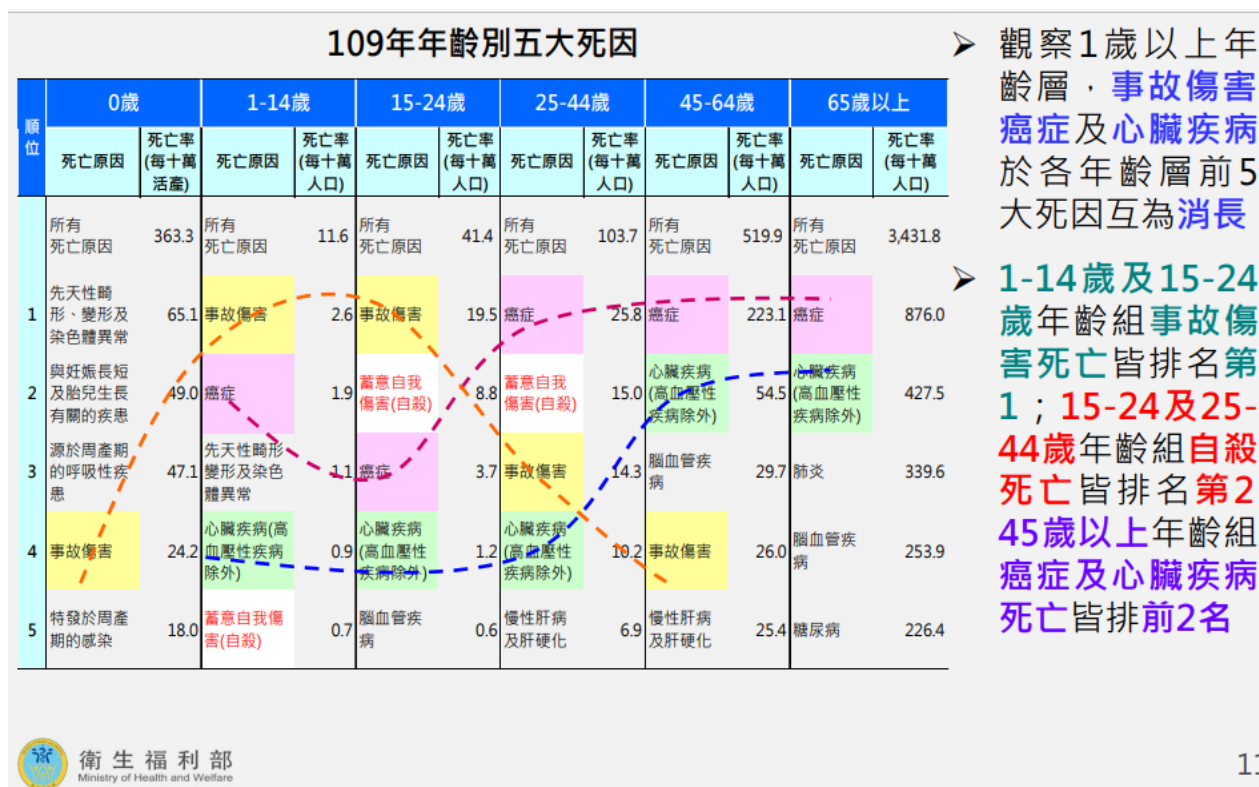 109年年齡別五大死因
順位
0歲 1-14歲 15-24歲 25-44歲 45-64歲 65歲以上
死亡原因 死亡率(每十萬活產) 死亡原因 死亡率(每十萬人口) 死亡原因 死亡率(每十萬人口) 死亡原因 死亡率(每十萬人口) 死亡原因 死亡率(每十萬人口) 死亡原因 死亡率(每十萬人口)
所有死亡原因 363.3 所有死亡原因 11.6 所有死亡原因 41.4 所有死亡原因 103.7 所有死亡原因 519.9 所有死亡原因 3,431.8
1 先天性畸形、變形及染色體異常 65.1 事故傷害 2.6 事故傷害 19.5 癌症 25.8 癌症 223.1 癌症 876.0
2 與妊娠長短及胎兒生長有關的疾患 49.0 癌症 1.9 蓄意自我傷害(自殺) 8.8 蓄意自我傷害(自殺) 15.0 心臟疾病(高血壓性疾病除外) 54.5 心臟疾病(高血壓性疾病除外) 427.5
3 源於周產期的呼吸性疾患 47.1 先天性畸形變形及染色體異常 1.1 癌症 3.7 事故傷害 14.3 腦血管疾病 29.7 肺炎 339.6
4 事故傷害 24.2 心臟疾病(高血壓性疾病除外) 0.9 心臟疾病(高血壓性疾病除外) 1.2 心臟疾病(高血壓性疾病除外) 10.2 事故傷害 26.0 腦血管疾病 253.9
5 特發於周產期的感染 18.0 蓄意自我傷害(自殺) 0.7 腦血管疾病 0.6 慢性肝病及肝硬化 6.9 慢性肝病及肝硬化 25.4 糖尿病 226.4
➢ 觀察1歲以上年
齡層，事故傷害
癌症及心臟疾病
於各年齡層前5
大死因互為消長
➢ 1-14歲及15-24
歲年齡組事故傷
害死亡皆排名第
1；15-24及25-
44歲年齡組自殺
死亡皆排名第2
45歲以上年齡組
癌症及心臟疾病
死亡皆排前2名
衛生福利部
Ministry of Health and Welfare
11